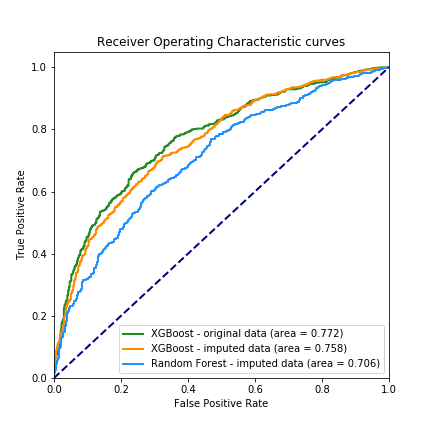 Receiver Operating Characteristic curves
1.0
0.8
0.6
0.4
0.2
0.0
True Positive Rate
XGBoost - original data (area = 0.772)
XGBoost - imputed data (area = 0.758)
Random Forest - imputed data (area = 0.706)
0.0 0.2 0.4 0.6 0.8 1.0
False Positive Rate